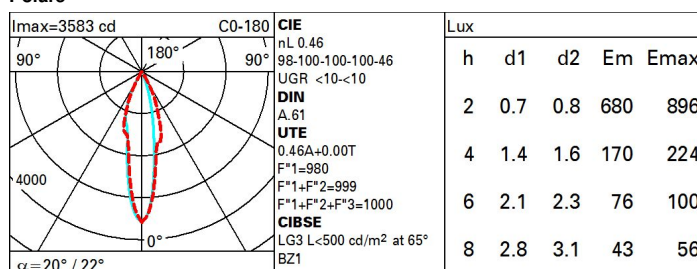 Imax=3583 cd C0-180
90° 180° 90°
4000
0°
α=20° / 22°
CIE
nL 0.46
98-100-100-100-46
UGR <10-<10
DIN
A.61
UTE
0.46A+0.00T
F"1=980
F"1+F"2=999
F"1+F"2+F"3=1000
CIBSE
LG3 L<500 cd/m² at 65°
BZ1
Lux
h d1 d2 Em Emax
2 0.7 0.8 680 896
4 1.4 1.6 170 224
6 2.1 2.3 76 100
8 2.8 3.1 43 56